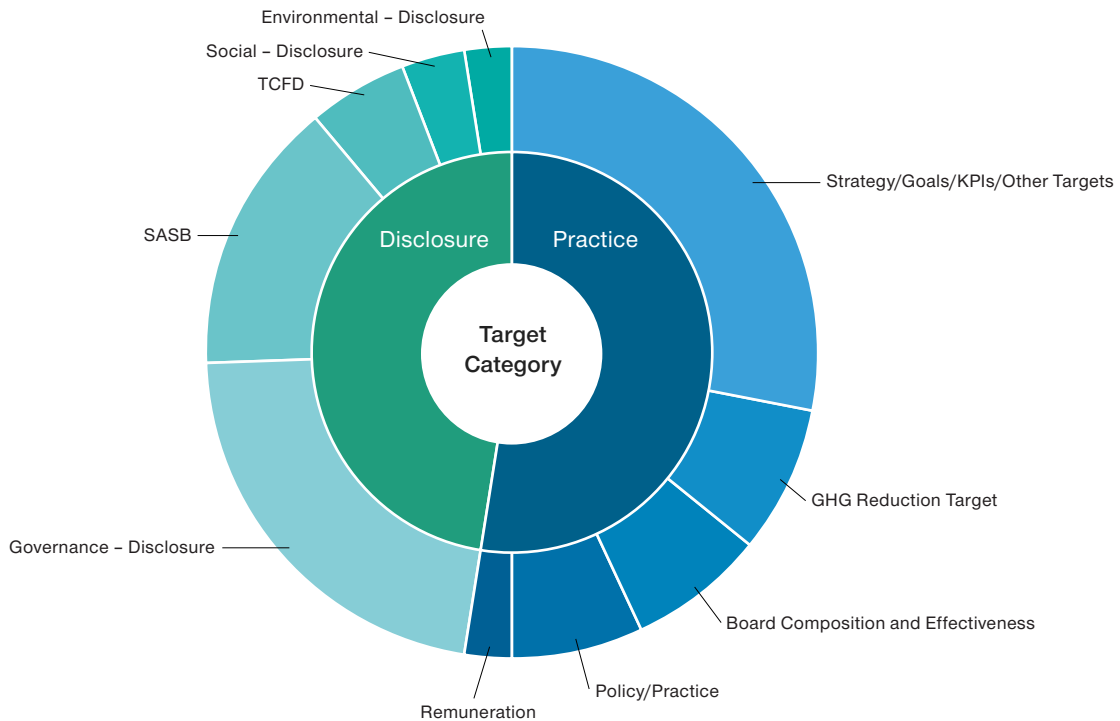 Environmental – Disclosure
Social – Disclosure
TCFD
SASB
Governance – Disclosure
Disclosure
Practice
Target
Category
Strategy/Goals/KPIs/Other Targets
GHG Reduction Target
Board Composition and Effectiveness
Policy/Practice
Remuneration